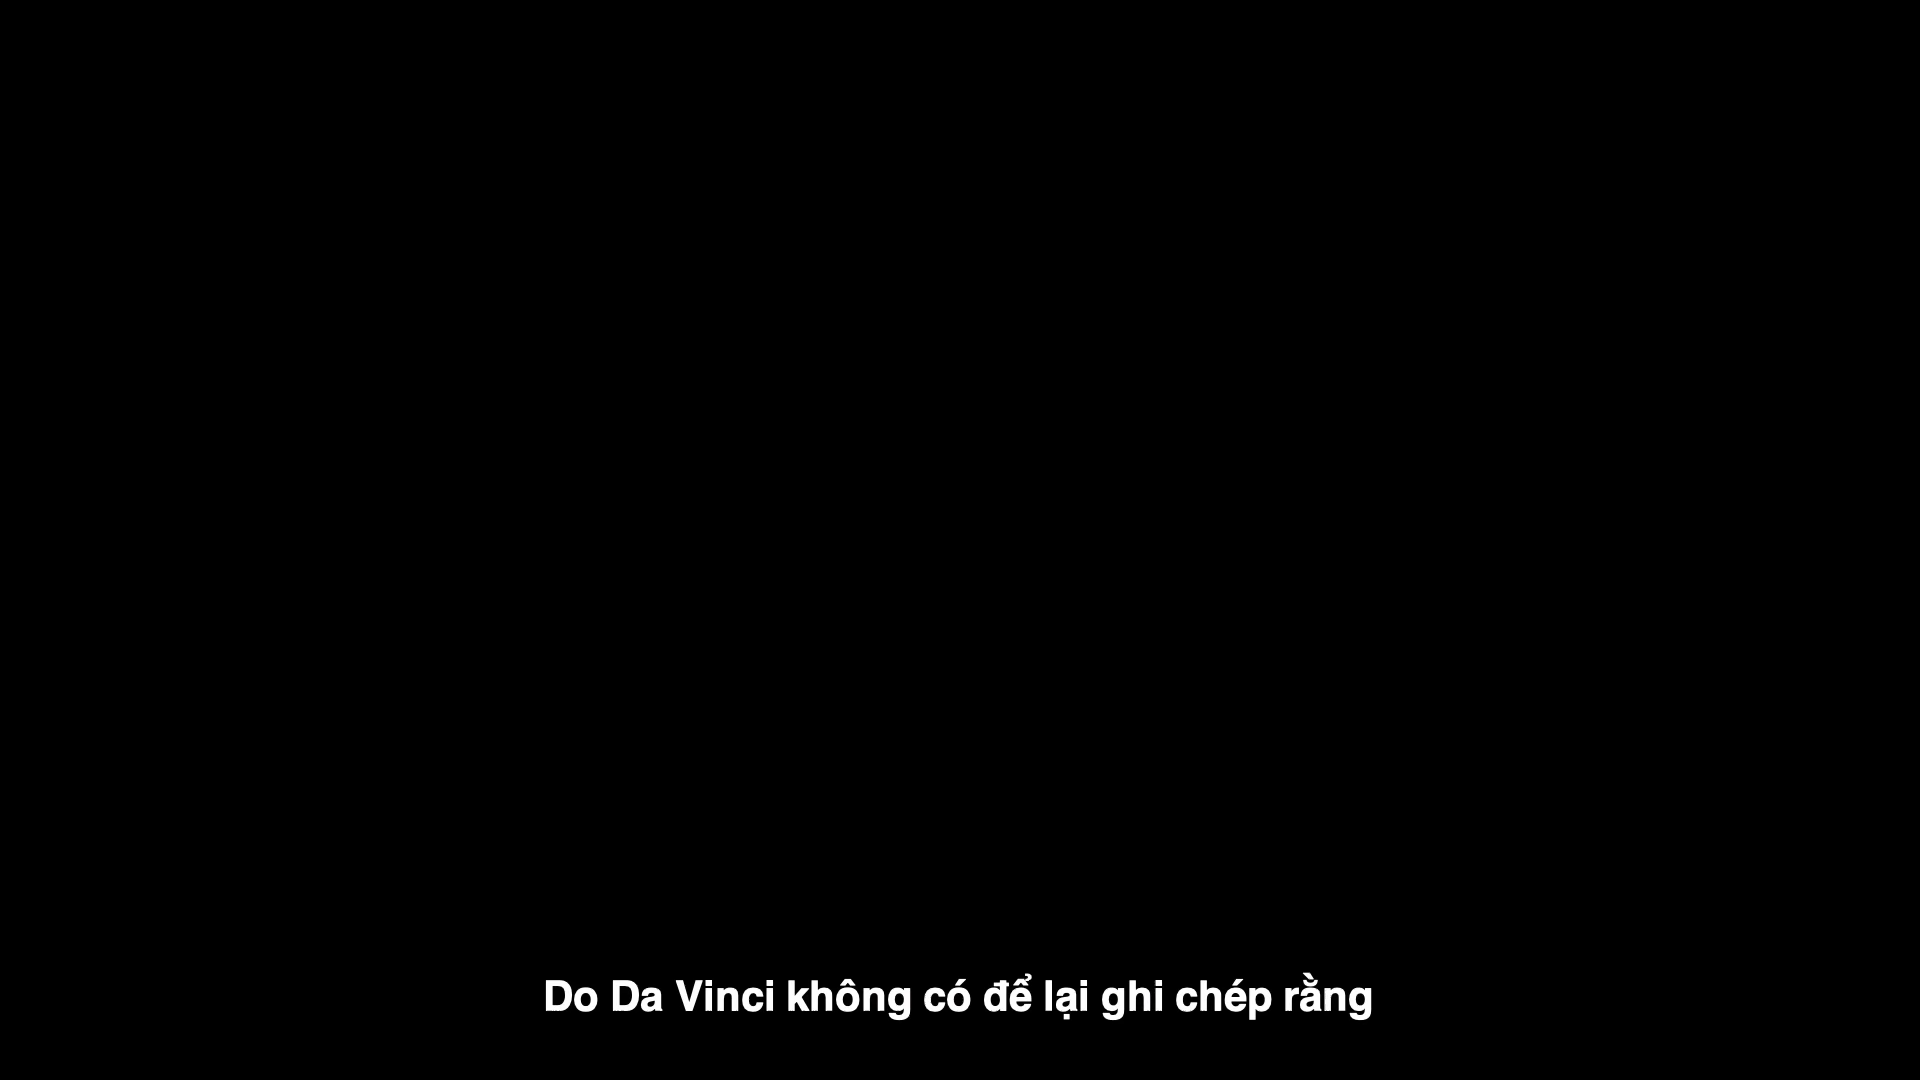 Do Da Vinci không có để lại ghi chép rằng